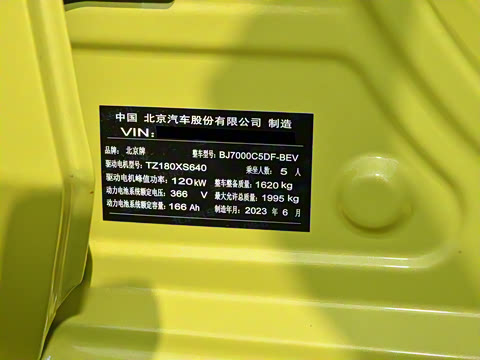 中国 北京汽车股份有限公司 制造
VIN:
品牌: 北京牌 整车型号: BJ7000C5DF-BEV
驱动电机型号: TZ180XS640 乘坐人数: 5 人
驱动电机峰值功率: 120kW 整车整备质量: 1620 kg
动力电池系统额定电压: 366 V 最大允许总质量: 1995 kg
动力电池系统额定容量: 166 Ah 制造年月: 2023 年 6 月